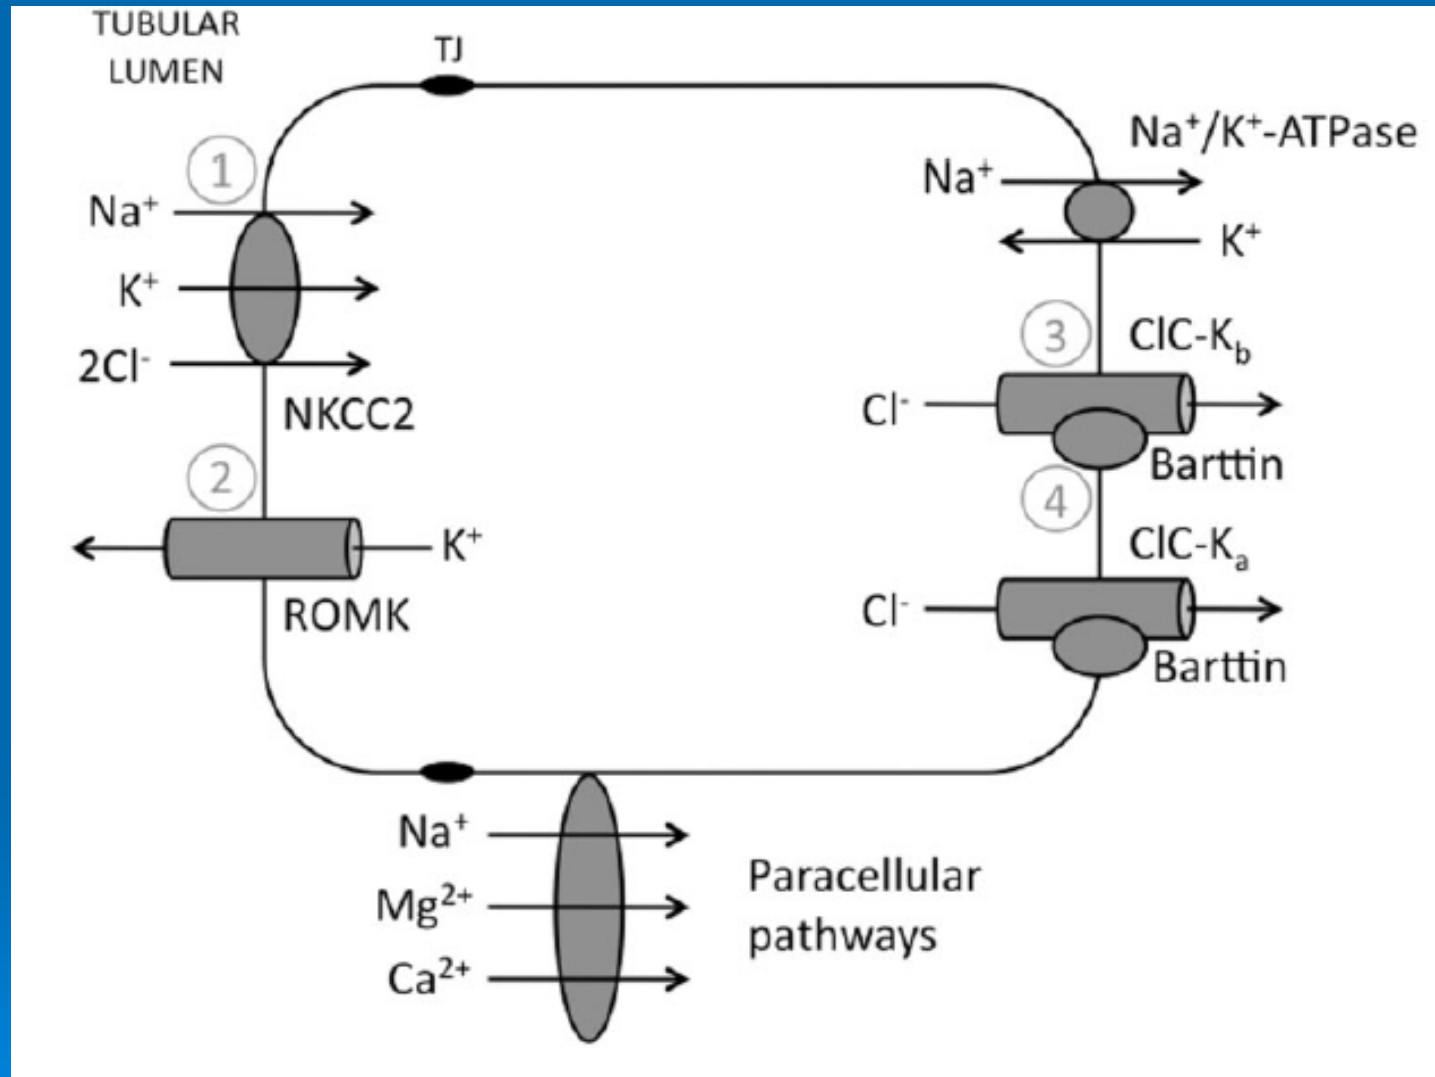 TUBULAR
LUMEN
TJ
Na⁺/K⁺-ATPase
1
Na⁺
Na⁺
K⁺
K⁺
2Cl⁻
NKCC2
3
ClC-K_b
Cl⁻
Barttin
2
K⁺
ROMK
4
ClC-K_a
Cl⁻
Barttin
Na⁺
Mg²⁺
Ca²⁺
Paracellular
pathways